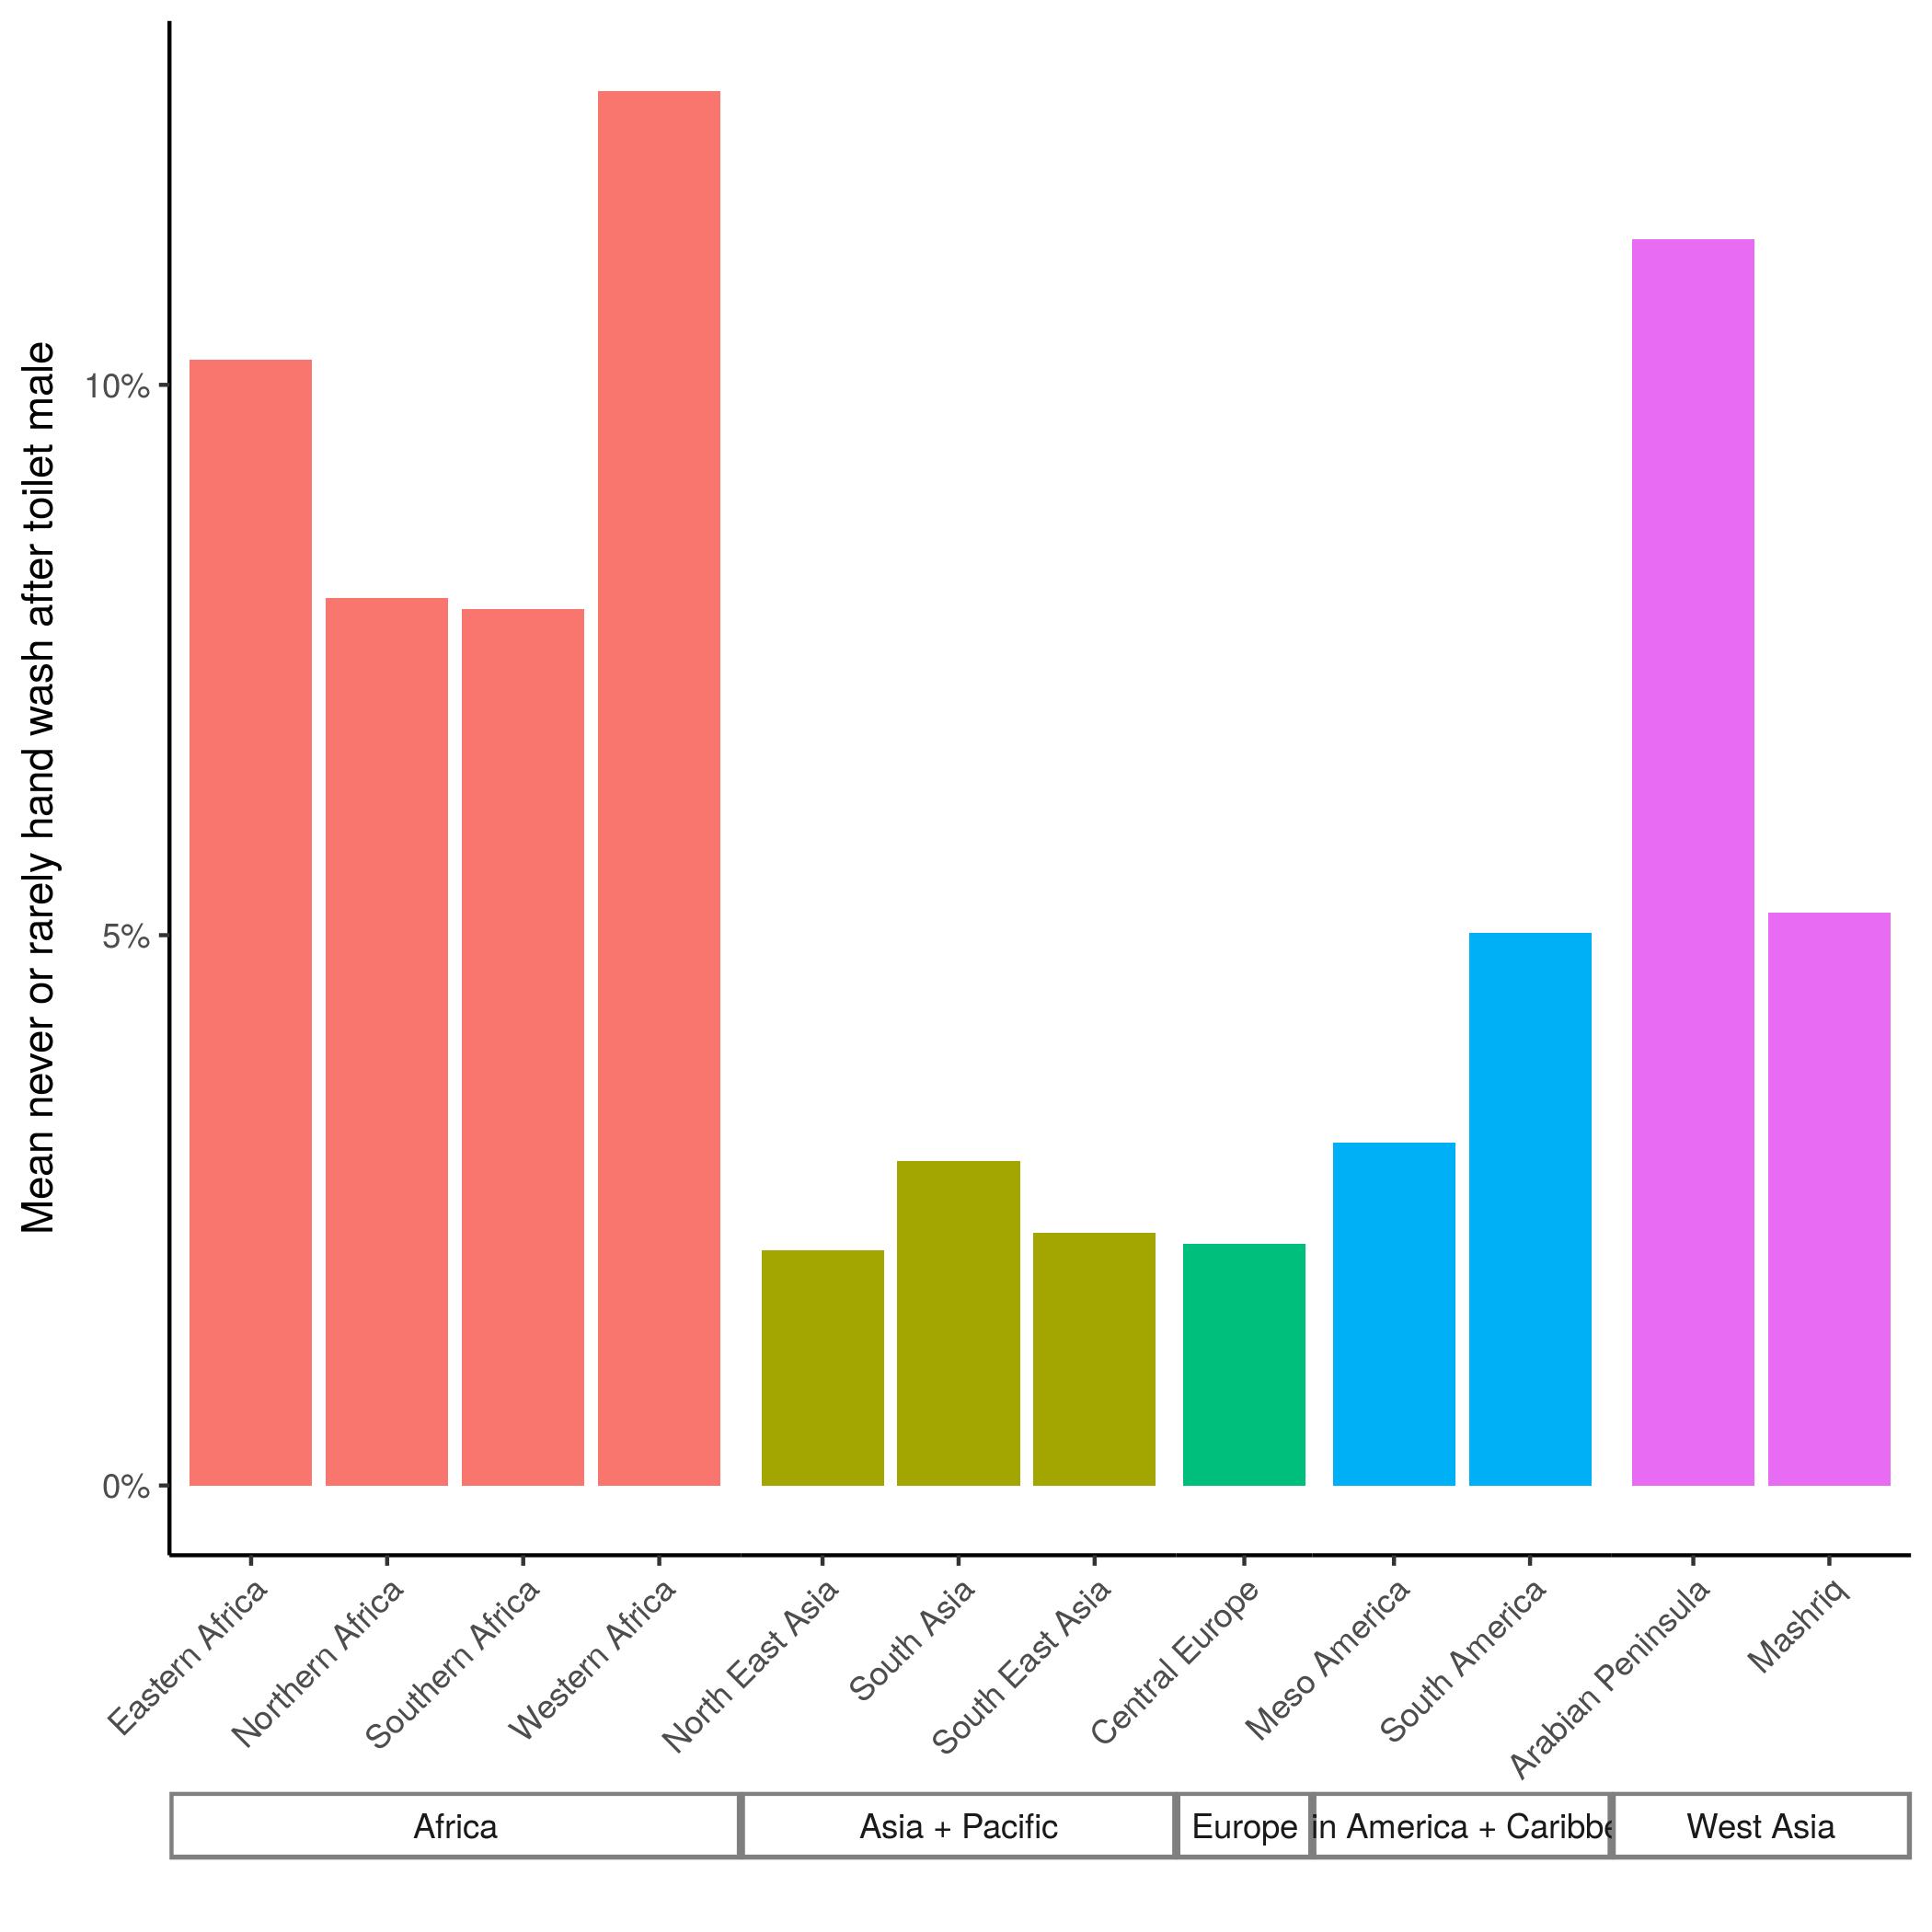 Mean never or rarely hand wash after toilet male
10%
5%
0%
Eastern Africa
Northern Africa
Southern Africa
Western Africa
North East Asia
South Asia
South East Asia
Central Europe
Meso America
South America
Arabian Peninsula
Mashriq
Africa
Asia + Pacific
Europe
in America + Caribbe
West Asia